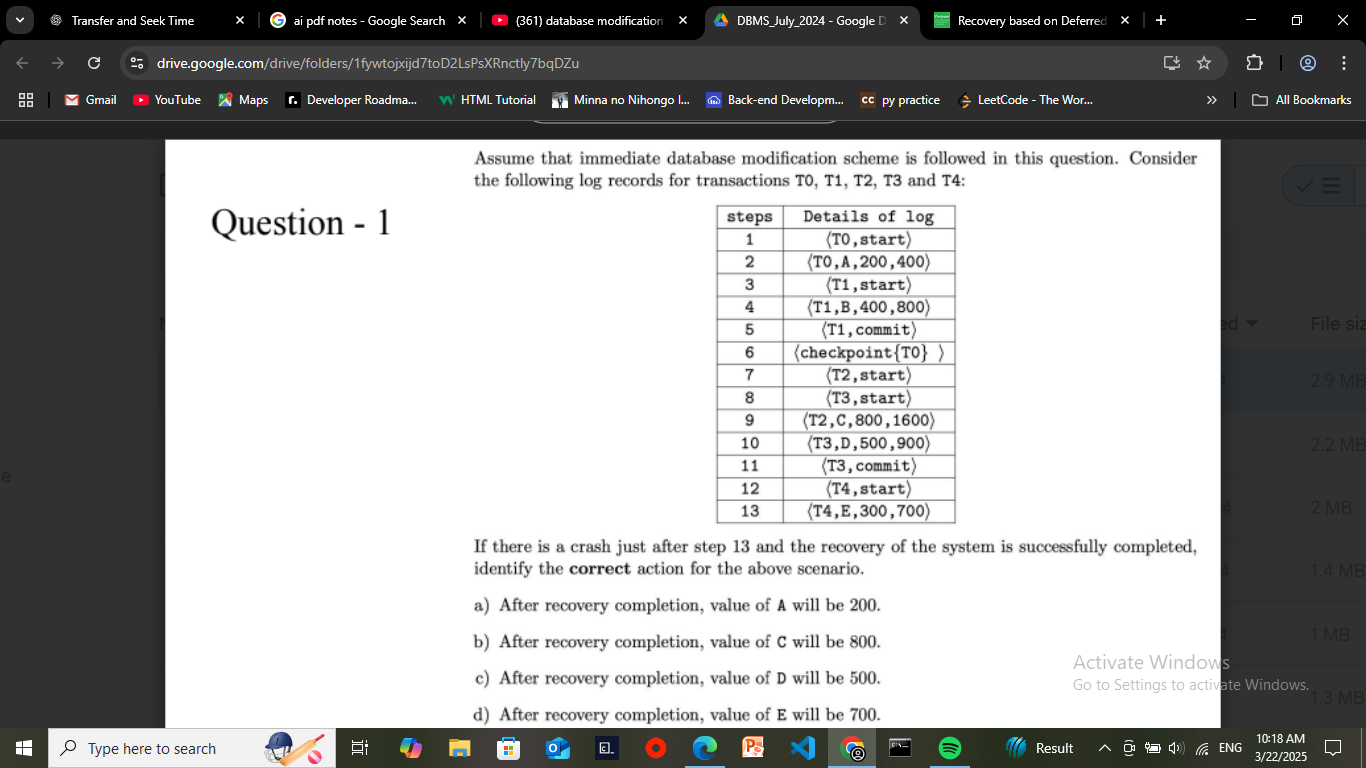 Transfer and Seek Time
ai pdf notes - Google Search
(361) database modification
DBMS_July_2024 - Google D
Recovery based on Deferred
drive.google.com/drive/folders/1fywtojxijd7toD2LsPsXRnctly7bqDZu
Gmail
YouTube
Maps
Developer Roadma...
HTML Tutorial
Minna no Nihongo I...
Back-end Developm...
py practice
LeetCode - The Wor...
»
All Bookmarks
Question - 1
Assume that immediate database modification scheme is followed in this question. Consider
the following log records for transactions T0, T1, T2, T3 and T4:
steps Details of log
1 ⟨T0,start⟩
2 ⟨T0,A,200,400⟩
3 ⟨T1,start⟩
4 ⟨T1,B,400,800⟩
5 ⟨T1,commit⟩
6 ⟨checkpoint{T0} ⟩
7 ⟨T2,start⟩
8 ⟨T3,start⟩
9 ⟨T2,C,800,1600⟩
10 ⟨T3,D,500,900⟩
11 ⟨T3,commit⟩
12 ⟨T4,start⟩
13 ⟨T4,E,300,700⟩
If there is a crash just after step 13 and the recovery of the system is successfully completed,
identify the correct action for the above scenario.
a) After recovery completion, value of A will be 200.
b) After recovery completion, value of C will be 800.
c) After recovery completion, value of D will be 500.
d) After recovery completion, value of E will be 700.
File siz
2.9 MB
2.2 MB
2 MB
1.4 MB
1 MB
1.3 MB
Activate Windows
Go to Settings to activate Windows.
Type here to search
Result
ENG
10:18 AM
3/22/2025